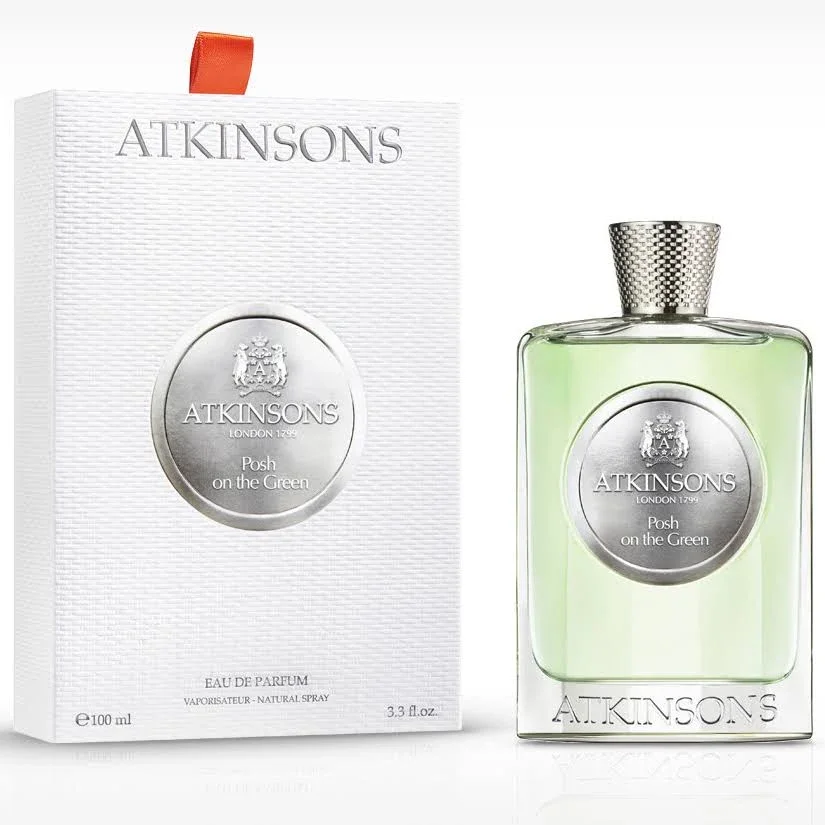 ATKINSONS
A
ATKINSONS
LONDON 1799
Posh
on the Green
EAU DE PARFUM
VAPORISATEUR - NATURAL SPRAY
℮100 ml
3.3 fl.oz.
A
ATKINSONS
LONDON 1799
Posh
on the Green
ATKINSONS